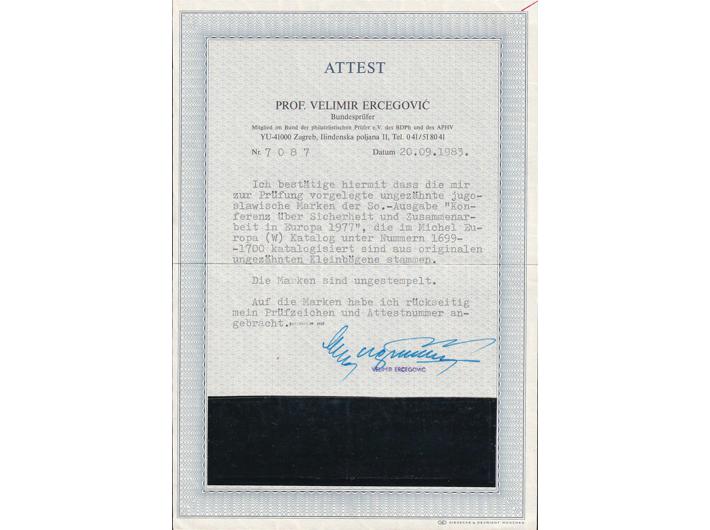 ATTEST
PROF. VELIMIR ERCEGOVIĆ
Bundesprüfer
Mitglied im Bund der philatelistischen Prüfer e.V. des BDPh und des APHV
YU-41000 Zagreb, Ilindenska poljana II, Tel. 041/518041
Nr. 7087 Datum 20.09.1983.
Ich bestätige hiermit dass die mir
zur Prüfung vorgelegte ungezähnte jugo-
slawische Marken der So.-Ausgabe "Kon-
ferenz über Sicherheit und Zusammenar-
beit in Europa 1977", die im Michel Eu-
ropa (W) Katalog unter Nummern 1699-
-1700 katalogisiert sind aus originalen
ungezähnten Kleinbögene stammen.
Die Marken sind ungestempelt.
Auf die Marken habe ich rückseitig
mein Prüfzeichen und Attestnummer an-
gebracht.
VELIMIR ERCEGOVIĆ
GIESECKE & DEVRIENT MÜNCHEN